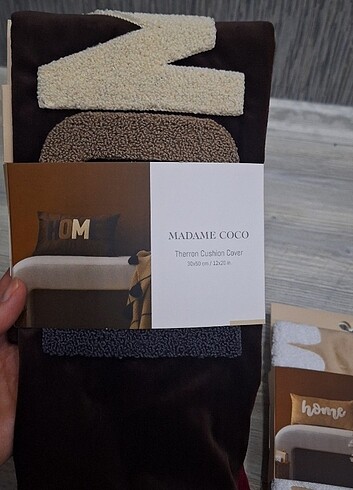 HOM
MADAME COCO
Therron Cushion Cover
30x50 cm / 12x20 in.
home